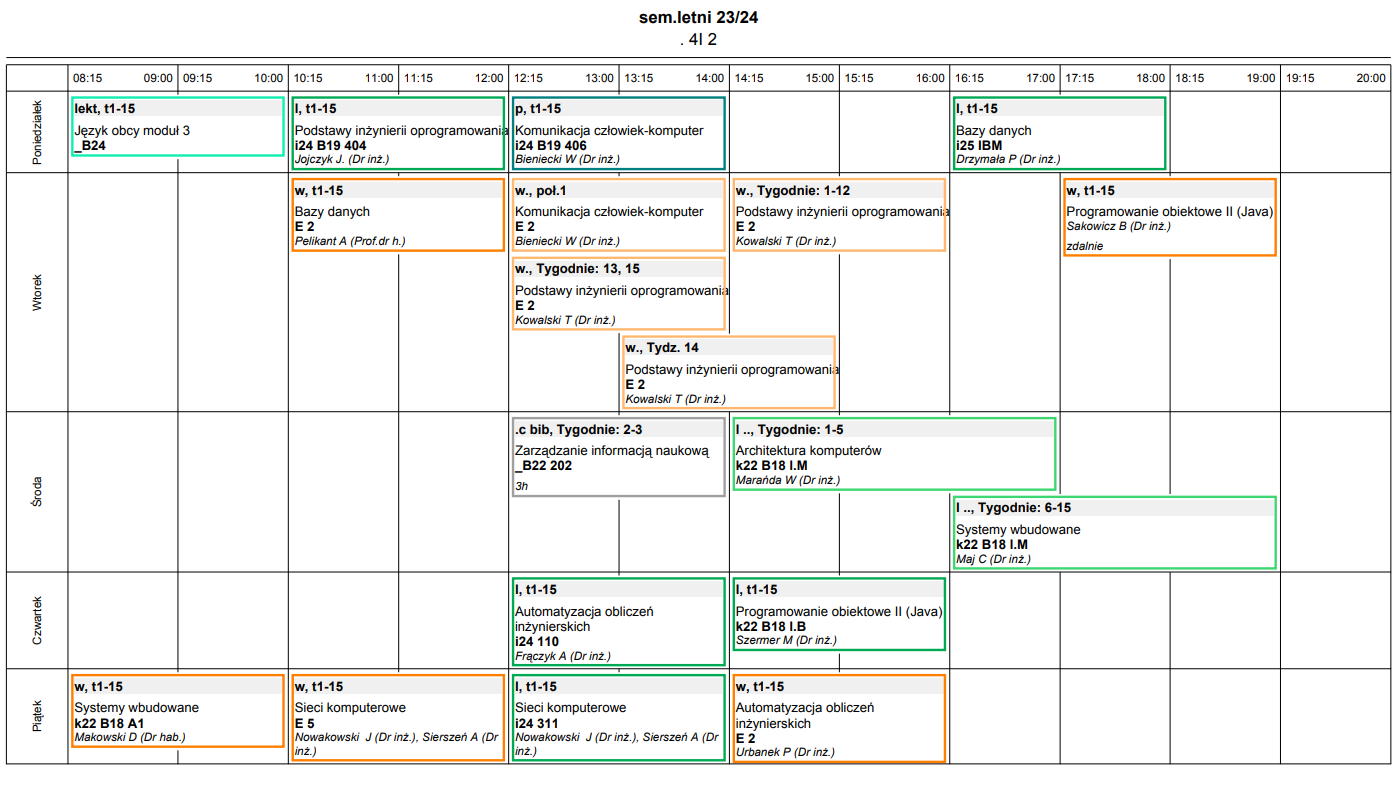 sem.letni 23/24
. 4I 2
08:15 09:00 09:15 10:00 10:15 11:00 11:15 12:00 12:15 13:00 13:15 14:00 14:15 15:00 15:15 16:00 16:15 17:00 17:15 18:00 18:15 19:00 19:15 20:00
Poniedziałek
lekt, t1-15
Język obcy moduł 3
_B24
l, t1-15
Podstawy inżynierii oprogramowania
i24 B19 404
Jojczyk J. (Dr inż.)
p, t1-15
Komunikacja człowiek-komputer
i24 B19 406
Bieniecki W (Dr inż.)
l, t1-15
Bazy danych
i25 IBM
Drzymała P (Dr inż.)
Wtorek
w, t1-15
Bazy danych
E 2
Pelikant A (Prof.dr h.)
w., poł.1
Komunikacja człowiek-komputer
E 2
Bieniecki W (Dr inż.)
w., Tygodnie: 1-12
Podstawy inżynierii oprogramowania
E 2
Kowalski T (Dr inż.)
w, t1-15
Programowanie obiektowe II (Java)
Sakowicz B (Dr inż.)
zdalnie
w., Tygodnie: 13, 15
Podstawy inżynierii oprogramowania
E 2
Kowalski T (Dr inż.)
w., Tydz. 14
Podstawy inżynierii oprogramowania
E 2
Kowalski T (Dr inż.)
Środa
.c bib, Tygodnie: 2-3
Zarządzanie informacją naukową
_B22 202
3h
l .., Tygodnie: 1-5
Architektura komputerów
k22 B18 I.M
Marańda W (Dr inż.)
l .., Tygodnie: 6-15
Systemy wbudowane
k22 B18 I.M
Maj C (Dr inż.)
Czwartek
l, t1-15
Automatyzacja obliczeń
inżynierskich
i24 110
Frączyk A (Dr inż.)
l, t1-15
Programowanie obiektowe II (Java)
k22 B18 I.B
Szermer M (Dr inż.)
Piątek
w, t1-15
Systemy wbudowane
k22 B18 A1
Makowski D (Dr hab.)
w, t1-15
Sieci komputerowe
E 5
Nowakowski J (Dr inż.), Sierszeń A (Dr
inż.)
l, t1-15
Sieci komputerowe
i24 311
Nowakowski J (Dr inż.), Sierszeń A (Dr
inż.)
w, t1-15
Automatyzacja obliczeń
inżynierskich
E 2
Urbanek P (Dr inż.)